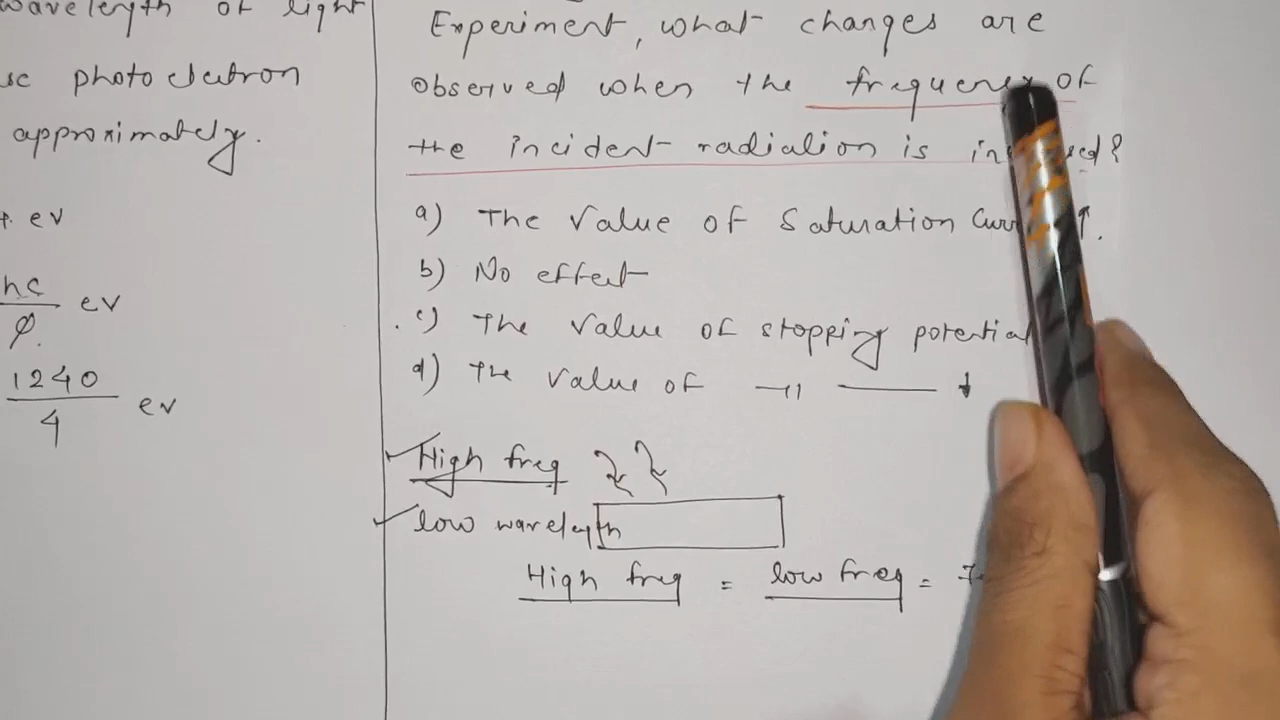 wavelength of light
photo electron
approximately.
ev
hc
ev
φ.
1240
ev
4
Experiment, what changes are
observed when the frequency of
the incident radiation is
a) The Value of Saturation ↑.
b) No effect
c) The Value of stopping potential
d) The Value of —11 —— ↓
High freq
low wavelength
High freq = low freq =